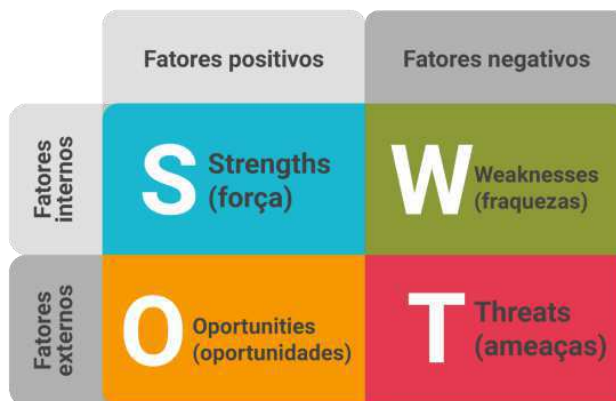 Fatores positivos
Fatores negativos
Fatores
internos
S
Strengths
(força)
W
Weaknesses
(fraquezas)
Fatores
externos
O
Oportunities
(oportunidades)
T
Threats
(ameaças)